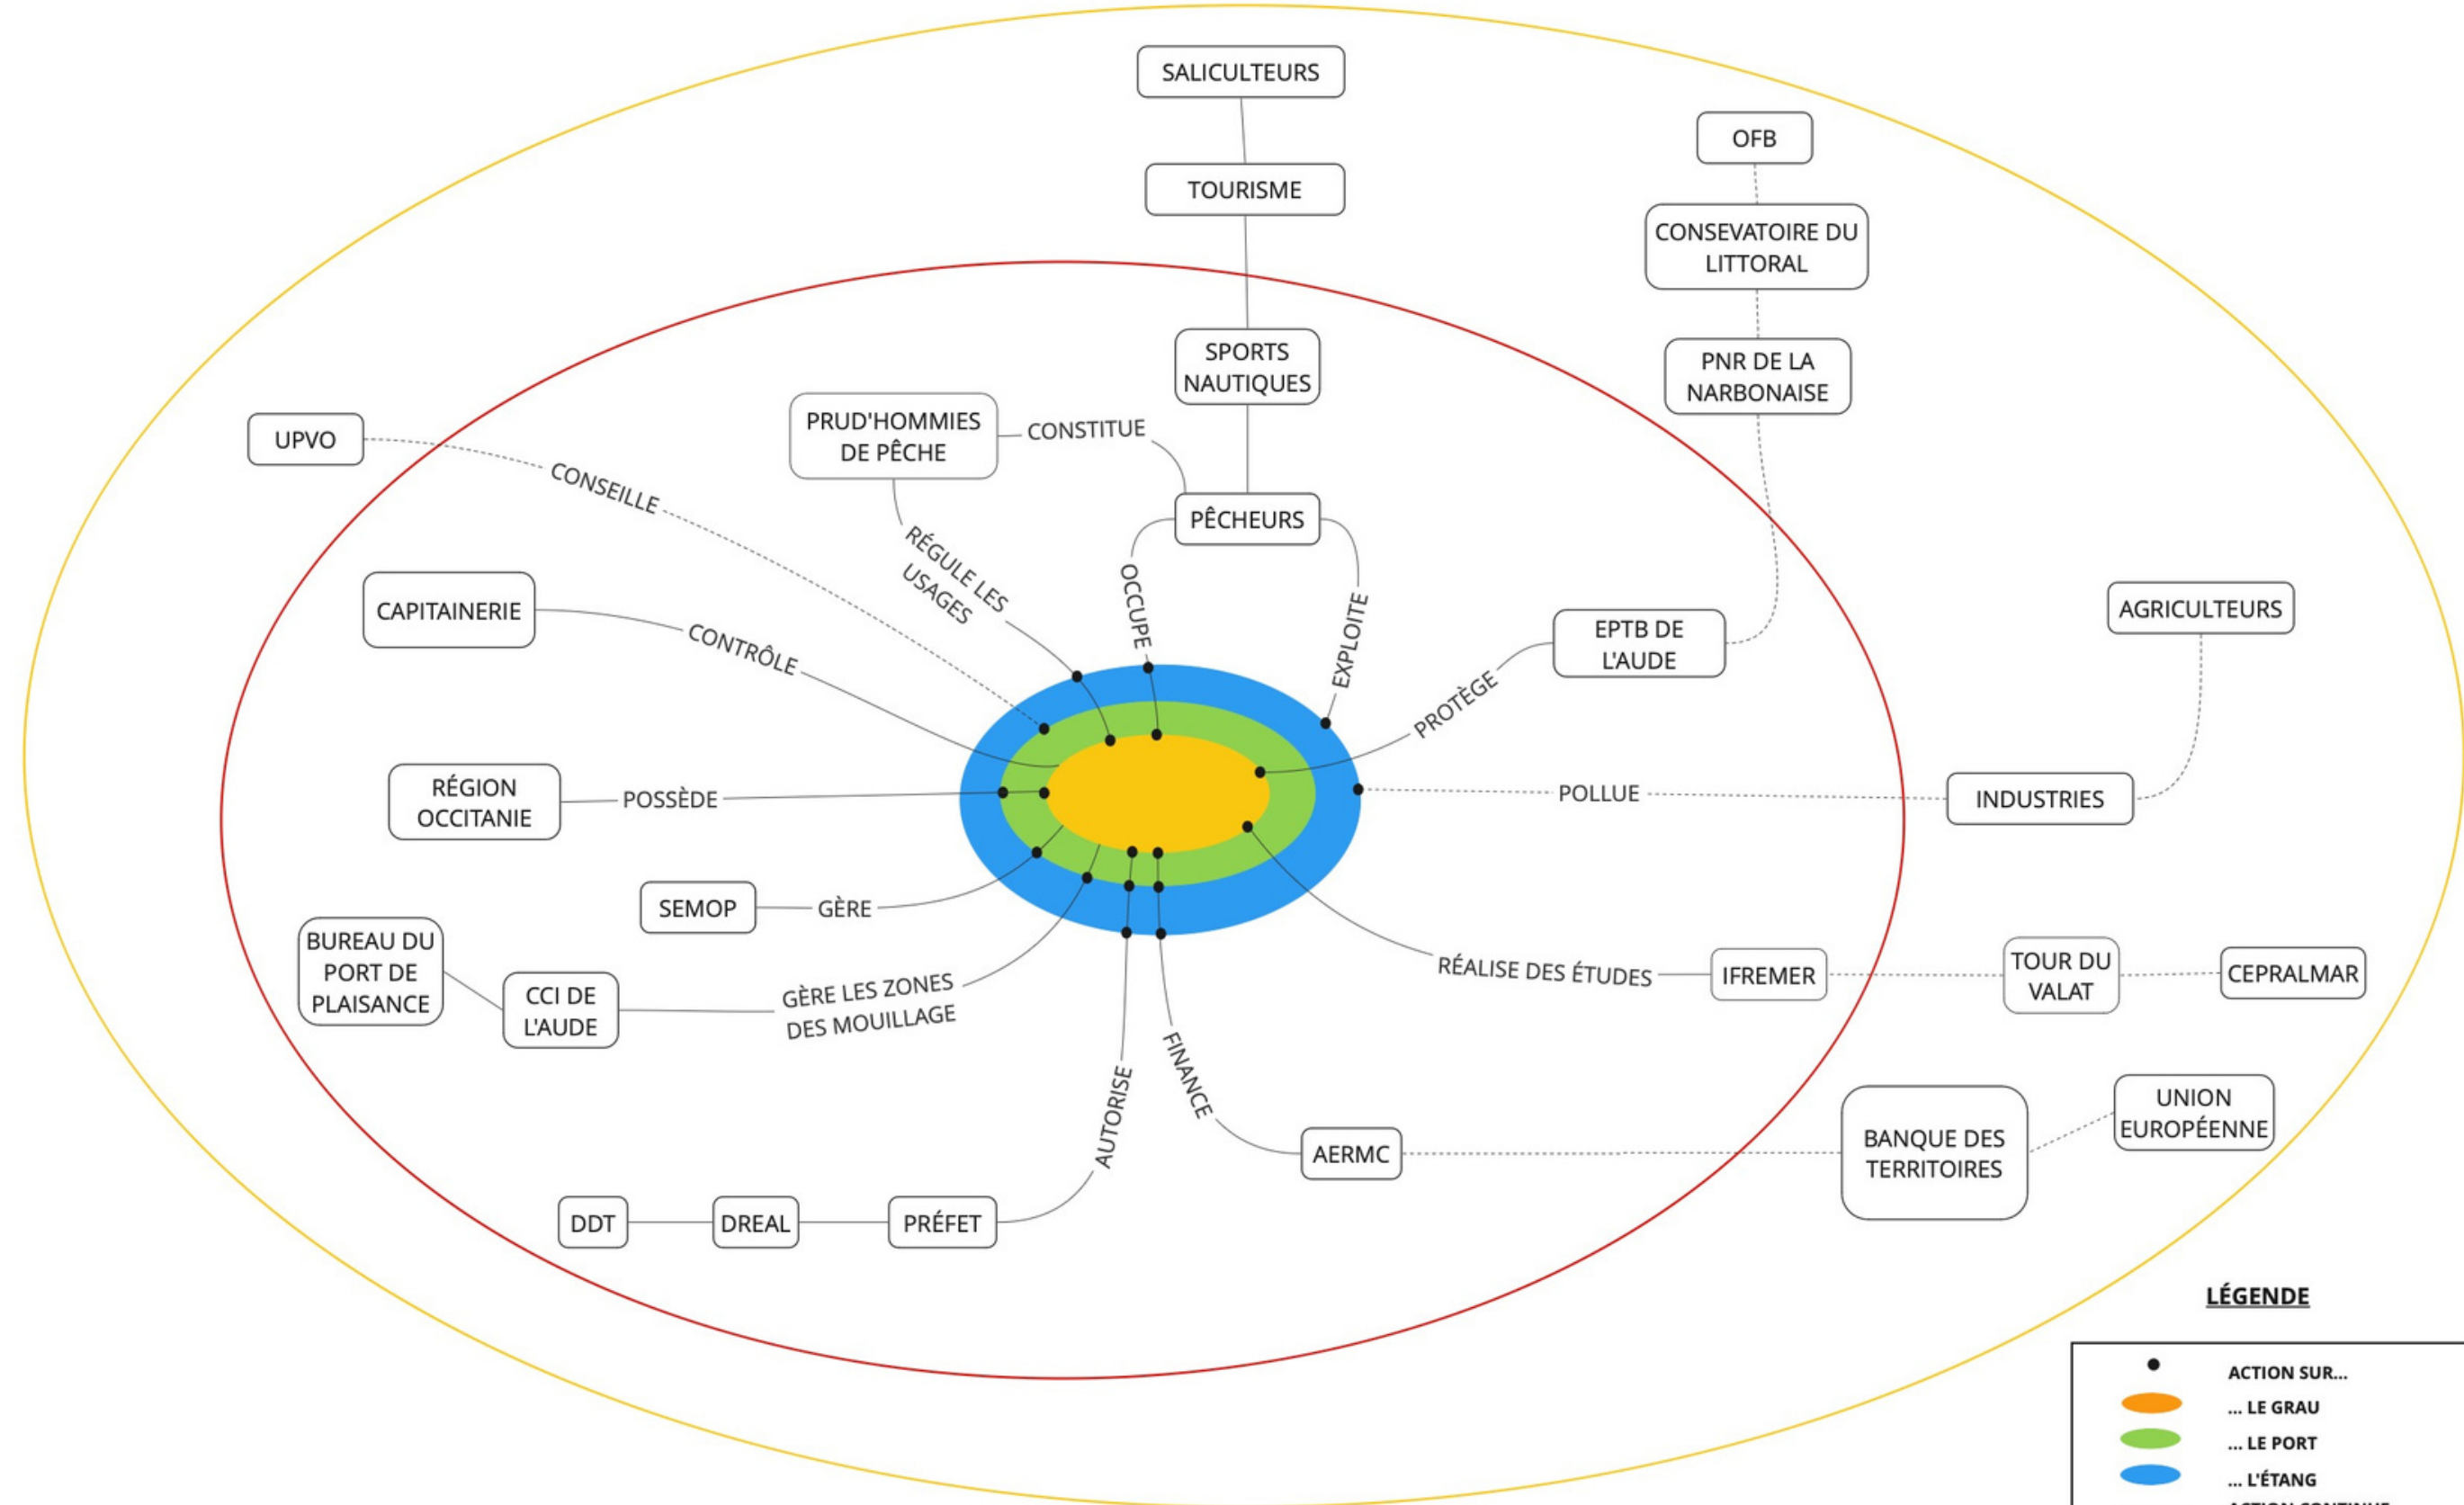 SALICULTEURS
TOURISME
OFB
CONSEVATOIRE DU
LITTORAL
SPORTS
NAUTIQUES
PNR DE LA
NARBONAISE
PRUD'HOMMIES
DE PÊCHE
CONSTITUE
UPVO
CONSEILLE
PÊCHEURS
RÉGULE LES
USAGES
OCCUPE
EXPLOITE
CAPITAINERIE
CONTRÔLE
EPTB DE
L'AUDE
PROTÈGE
AGRICULTEURS
RÉGION
OCCITANIE
POSSÈDE
POLLUE
INDUSTRIES
SEMOP
GÈRE
BUREAU DU
PORT DE
PLAISANCE
CCI DE
L'AUDE
GÈRE LES ZONES
DES MOUILLAGE
RÉALISE DES ÉTUDES
IFREMER
TOUR DU
VALAT
CEPRALMAR
AUTORISE
FINANCE
AERMC
BANQUE DES
TERRITOIRES
UNION
EUROPÉENNE
DDT
DREAL
PRÉFET
LÉGENDE
ACTION SUR...
... LE GRAU
... LE PORT
... L'ÉTANG